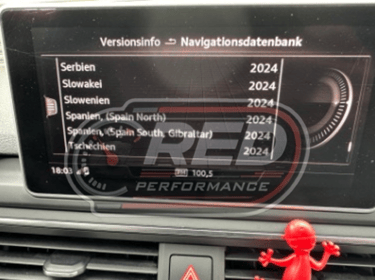 Versionsinfo Navigationsdatenbank
Serbien 2024
Slowakei 2024
Slowenien 2024
Spanien, (Spain North) 2024
Spanien, (Spain South, Gibraltar) 2024
Tschechien 2024
RED
PERFORMANCE
18:03 100,5